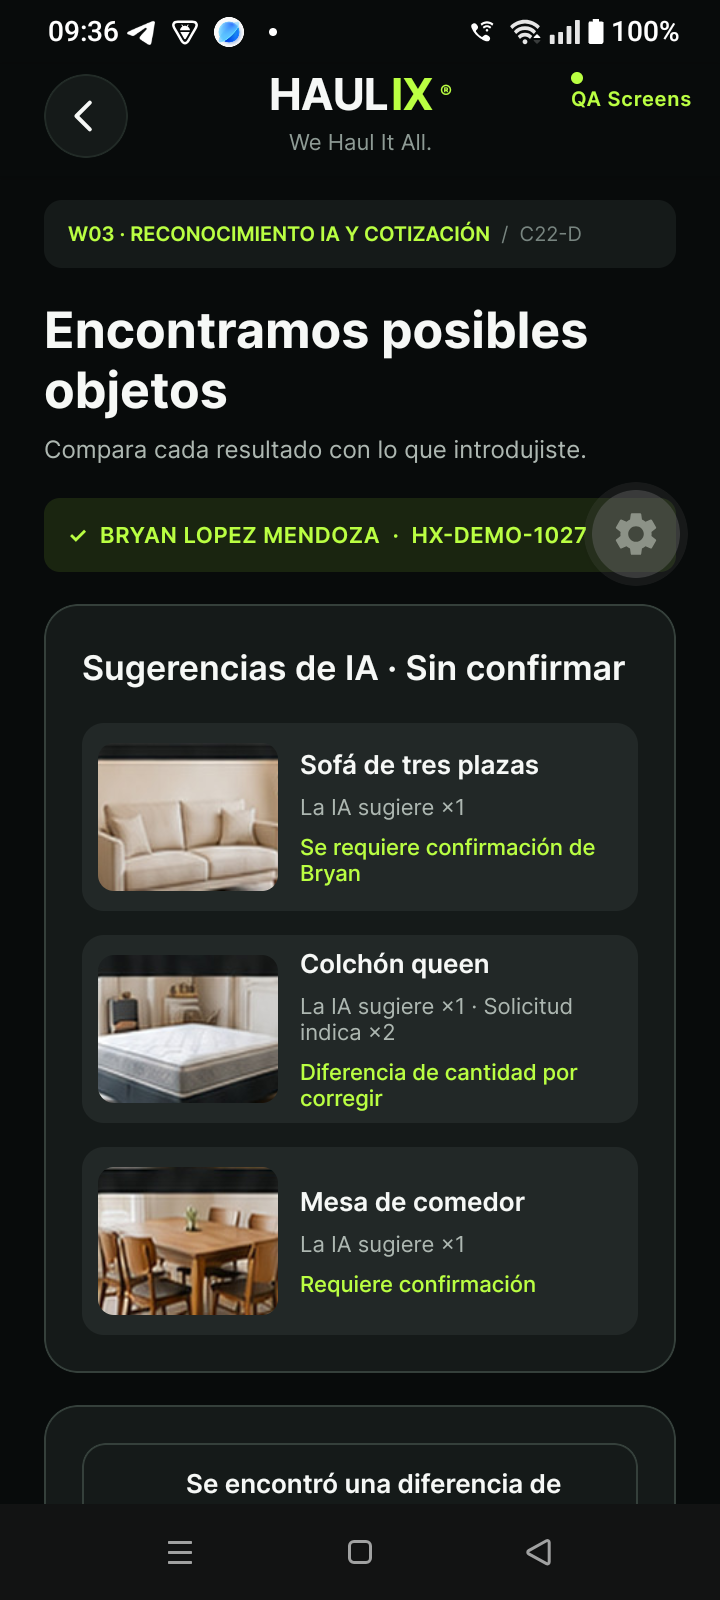 09:36 100%
HAULIX ®
QA Screens
We Haul It All.
W03 · RECONOCIMIENTO IA Y COTIZACIÓN / C22-D
Encontramos posibles
objetos
Compara cada resultado con lo que introdujiste.
✓ BRYAN LOPEZ MENDOZA · HX-DEMO-1027
Sugerencias de IA · Sin confirmar
Sofá de tres plazas
La IA sugiere ×1
Se requiere confirmación de
Bryan
Colchón queen
La IA sugiere ×1 · Solicitud
indica ×2
Diferencia de cantidad por
corregir
Mesa de comedor
La IA sugiere ×1
Requiere confirmación
Se encontró una diferencia de